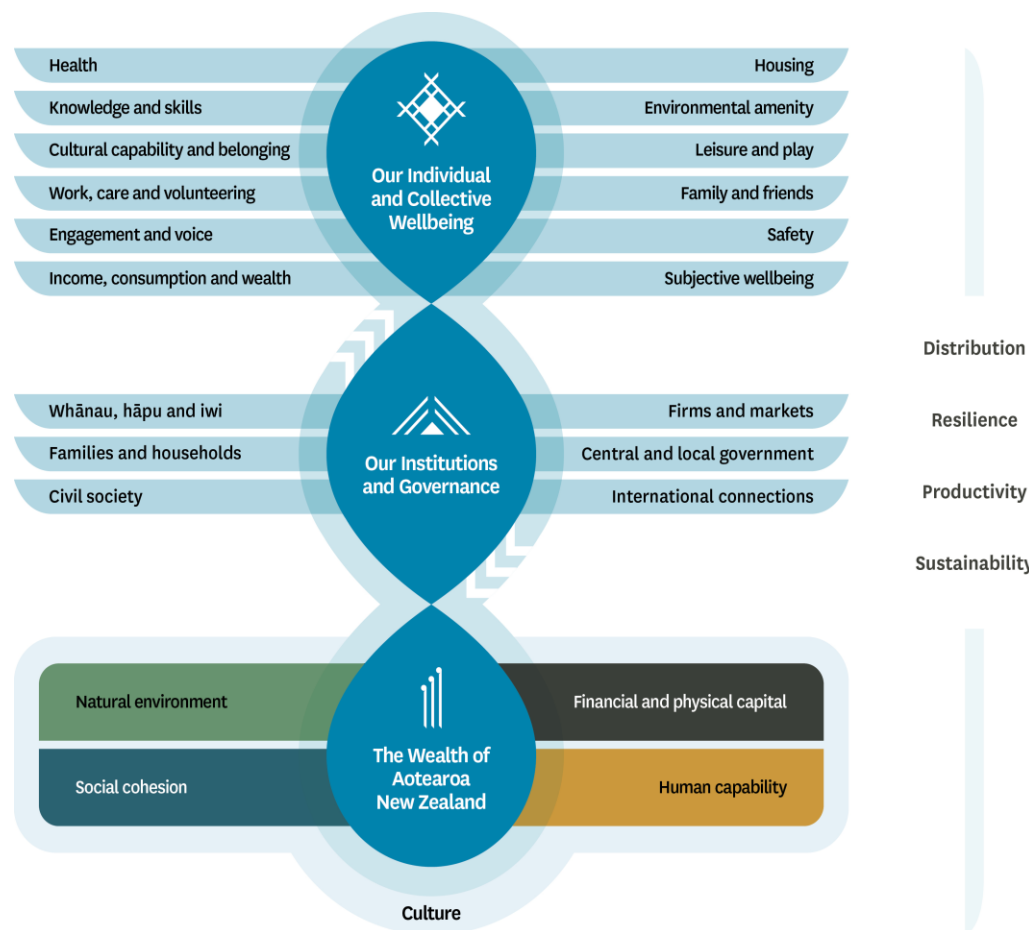 Health
Housing
Knowledge and skills
Environmental amenity
Cultural capability and belonging
Leisure and play
Work, care and volunteering
Family and friends
Engagement and voice
Safety
Income, consumption and wealth
Subjective wellbeing
Our Individual
and Collective
Wellbeing
Distribution
Resilience
Productivity
Sustainability
Whānau, hāpu and iwi
Firms and markets
Families and households
Central and local government
Civil society
International connections
Our Institutions
and Governance
Natural environment
Financial and physical capital
Social cohesion
Human capability
The Wealth of
Aotearoa
New Zealand
Culture